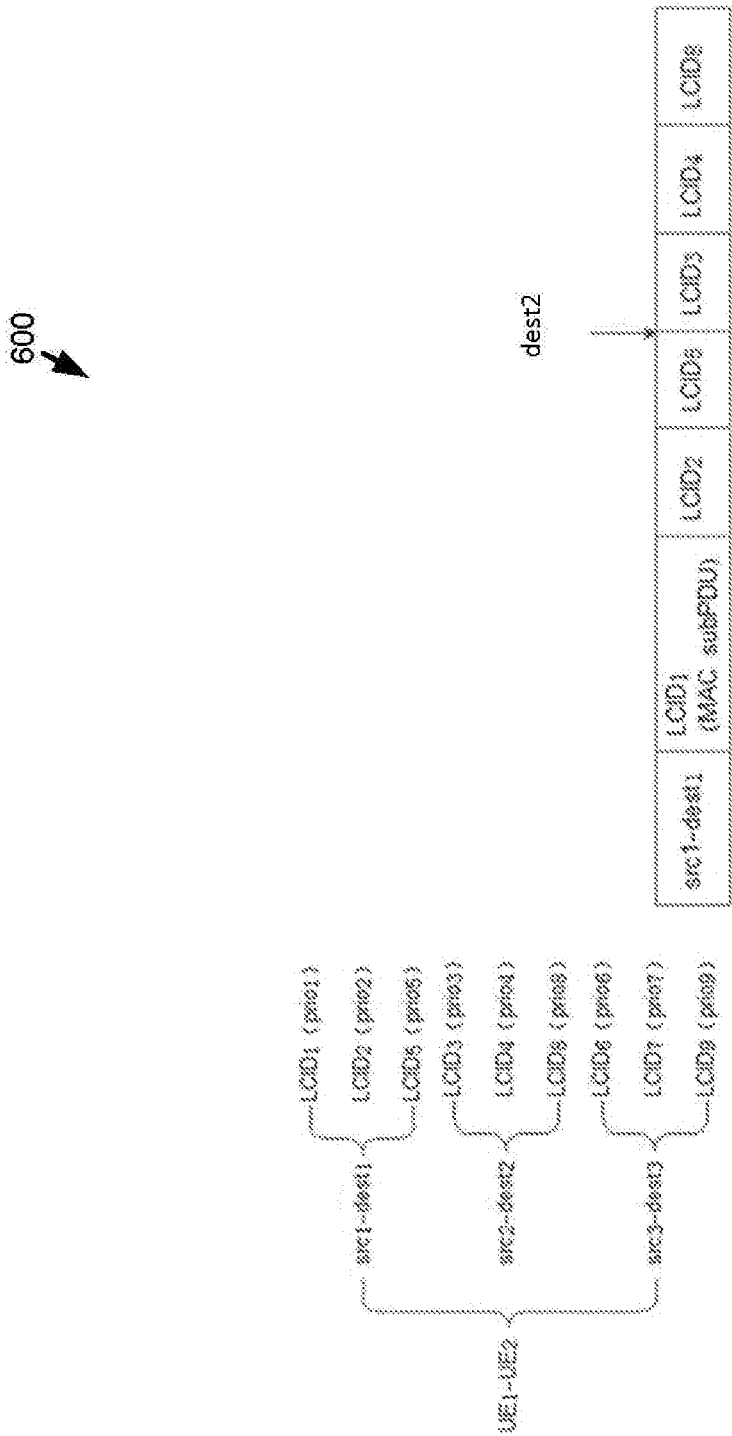 600
LCID1 (prio1)
src1-dest1
LCID2 (prio2)
LCID5 (prio5)
LCID3 (prio3)
UE1-UE2
src2-dest2
LCID4 (prio4)
LCID8 (prio8)
LCID6 (prio6)
src3-dest3
LCID7 (prio7)
LCID9 (prio9)
dest2
src1-dest1
LCID1
(MAC subPDU)
LCID2
LCID5
LCID3
LCID4
LCID8